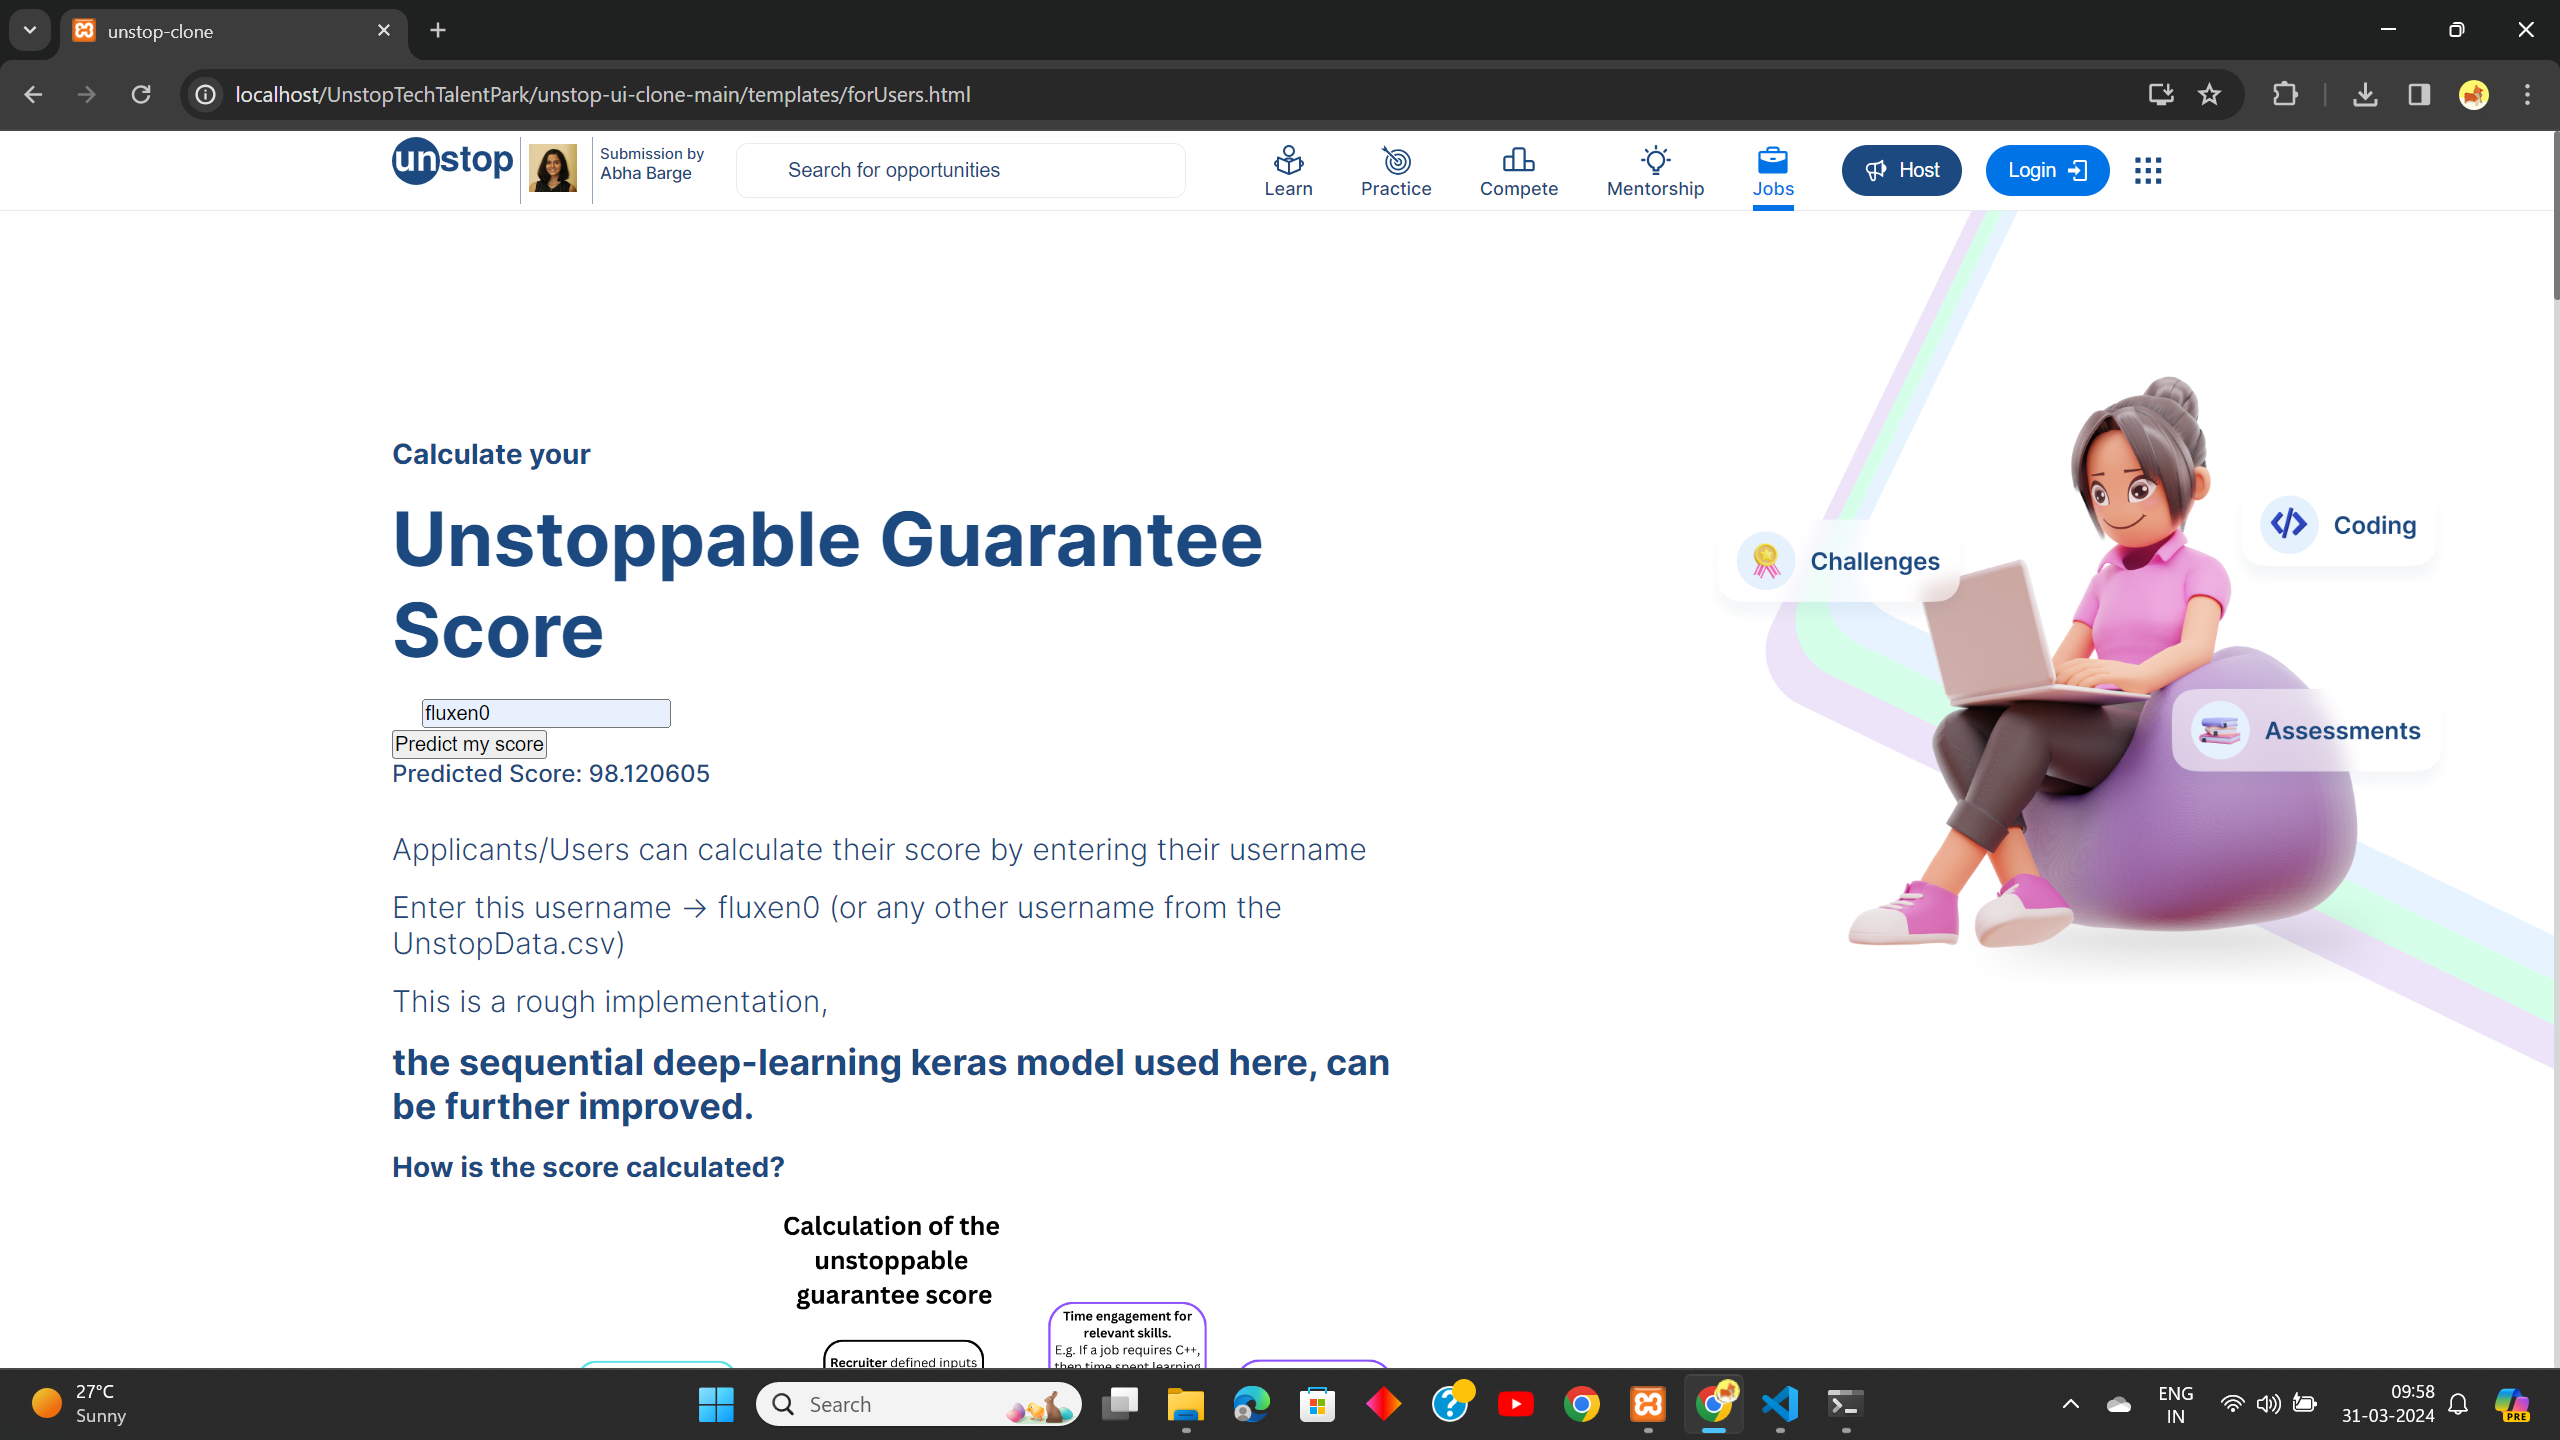 unstop-clone
localhost/UnstopTechTalentPark/unstop-ui-clone-main/templates/forUsers.html
unstop
Submission by
Abha Barge
Search for opportunities
Learn
Practice
Compete
Mentorship
Jobs
Host
Login
Calculate your
Unstoppable Guarantee
Score
fluxen0
Predict my score
Predicted Score: 98.120605
Applicants/Users can calculate their score by entering their username
Enter this username → fluxen0 (or any other username from the
UnstopData.csv)
This is a rough implementation,
the sequential deep-learning keras model used here, can
be further improved.
How is the score calculated?
Challenges
Coding
Assessments
Calculation of the
unstoppable
guarantee score
Time engagement for
relevant skills.
E.g. If a job requires C++,
then time spent learning
Recruiter defined inputs
27°C
Sunny
Search
ENG
IN
09:58
31-03-2024
PRE